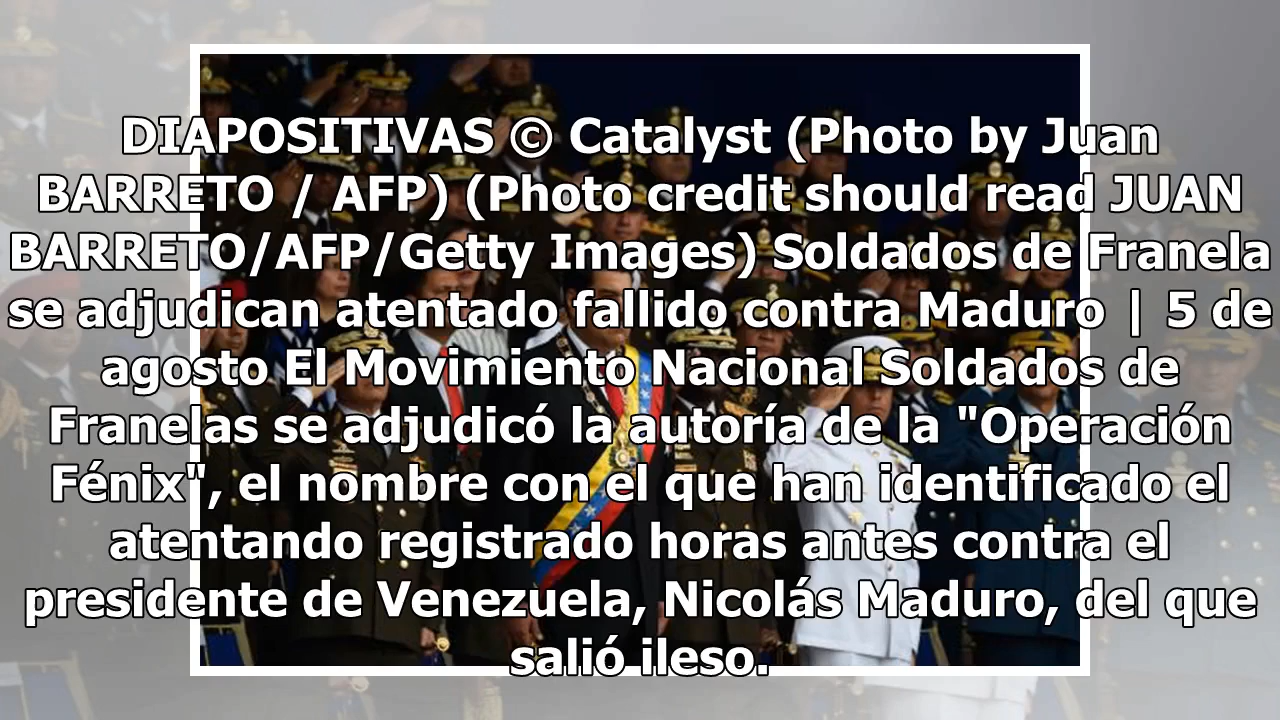 DIAPOSITIVAS © Catalyst (Photo by Juan
BARRETO / AFP) (Photo credit should read JUAN
BARRETO/AFP/Getty Images) Soldados de Franela
se adjudican atentado fallido contra Maduro | 5 de
agosto El Movimiento Nacional Soldados de
Franelas se adjudicó la autoría de la "Operación
Fénix", el nombre con el que han identificado el
atentando registrado horas antes contra el
presidente de Venezuela, Nicolás Maduro, del que
salió ileso.